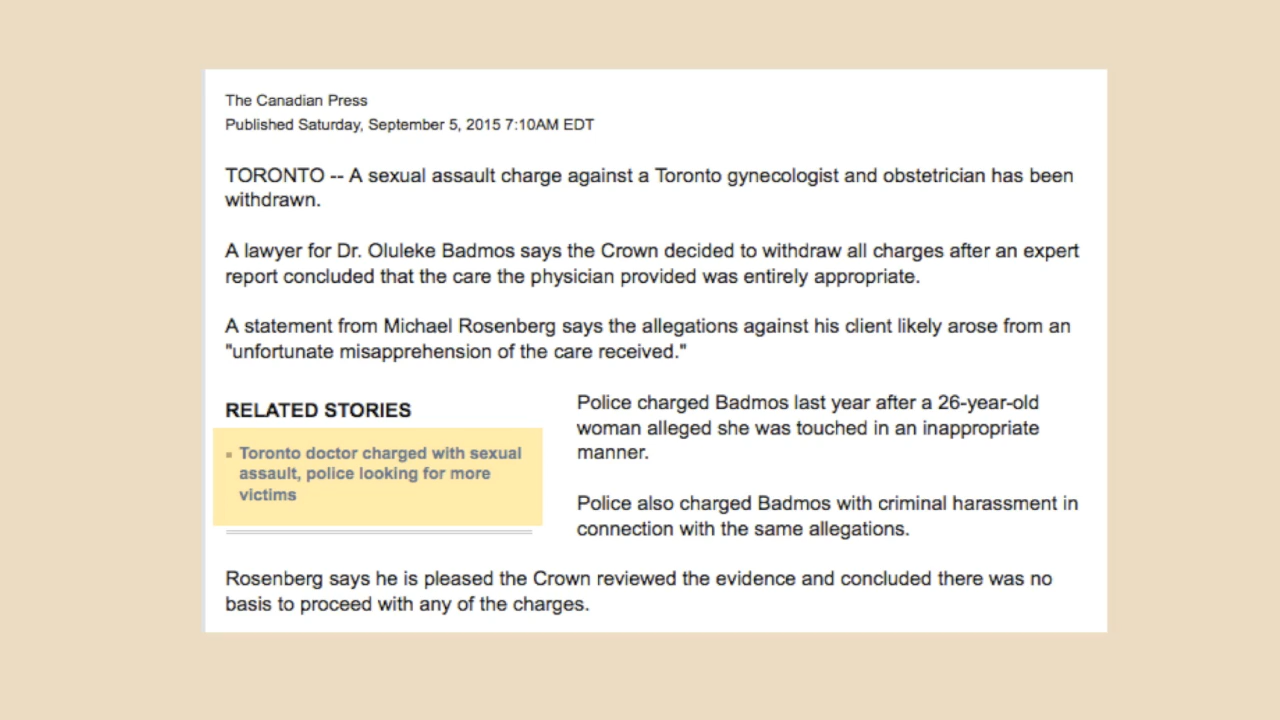 The Canadian Press
Published Saturday, September 5, 2015 7:10AM EDT
TORONTO -- A sexual assault charge against a Toronto gynecologist and obstetrician has been
withdrawn.
A lawyer for Dr. Oluleke Badmos says the Crown decided to withdraw all charges after an expert
report concluded that the care the physician provided was entirely appropriate.
A statement from Michael Rosenberg says the allegations against his client likely arose from an
"unfortunate misapprehension of the care received."
RELATED STORIES
Toronto doctor charged with sexual
assault, police looking for more
victims
Police charged Badmos last year after a 26-year-old
woman alleged she was touched in an inappropriate
manner.
Police also charged Badmos with criminal harassment in
connection with the same allegations.
Rosenberg says he is pleased the Crown reviewed the evidence and concluded there was no
basis to proceed with any of the charges.